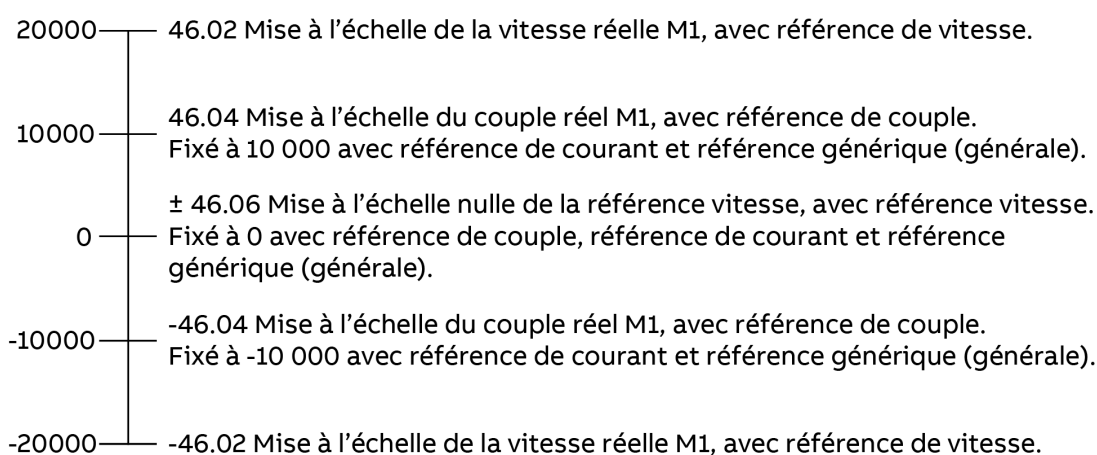 20000 46.02 Mise à l’échelle de la vitesse réelle M1, avec référence de vitesse.
46.04 Mise à l’échelle du couple réel M1, avec référence de couple.
10000
Fixé à 10 000 avec référence de courant et référence générique (générale).
± 46.06 Mise à l’échelle nulle de la référence vitesse, avec référence vitesse.
0 Fixé à 0 avec référence de couple, référence de courant et référence
générique (générale).
-46.04 Mise à l’échelle du couple réel M1, avec référence de couple.
-10000
Fixé à -10 000 avec référence de courant et référence générique (générale).
-20000 -46.02 Mise à l’échelle de la vitesse réelle M1, avec référence de vitesse.